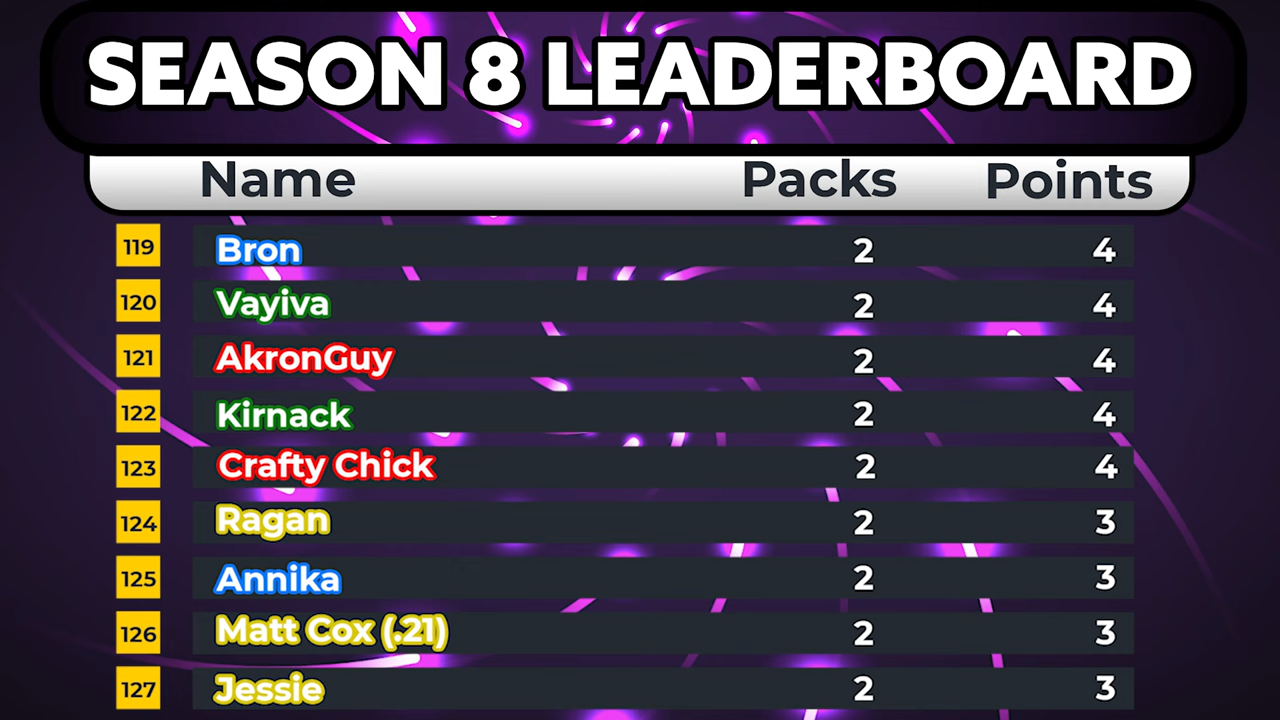 SEASON 8 LEADERBOARD
Name Packs Points
119 Bron 2 4
120 Vayiva 2 4
121 AkronGuy 2 4
122 Kirnack 2 4
123 Crafty Chick 2 4
124 Ragan 2 3
125 Annika 2 3
126 Matt Cox (.21) 2 3
127 Jessie 2 3